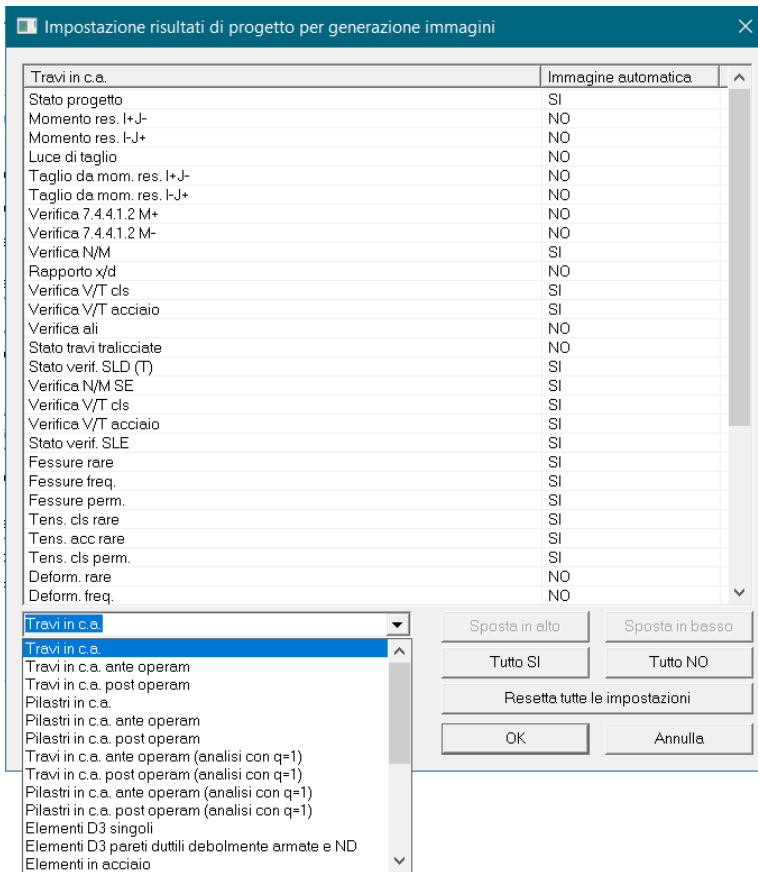 Impostazione risultati di progetto per generazione immagini
Travi in c.a. Immagine automatica
Stato progetto SI
Momento res. I+J- NO
Momento res. I-J+ NO
Luce di taglio NO
Taglio da mom. res. I+J- NO
Taglio da mom. res. I-J+ NO
Verifica 7.4.4.1.2 M+ NO
Verifica 7.4.4.1.2 M- NO
Verifica N/M SI
Rapporto x/d NO
Verifica V/T cls SI
Verifica V/T acciaio SI
Verifica ali NO
Stato travi tralicciate NO
Stato verif. SLD (T) SI
Verifica N/M SE SI
Verifica V/T cls SI
Verifica V/T acciaio SI
Stato verif. SLE SI
Fessure rare SI
Fessure freq. SI
Fessure perm. SI
Tens. cls rare SI
Tens. acc rare SI
Tens. cls perm. SI
Deform. rare NO
Deform. freq. NO
Travi in c.a. Sposta in alto Sposta in basso
Travi in c.a.
Travi in c.a. ante operam Tutto SI Tutto NO
Travi in c.a. post operam
Pilastri in c.a. Resetta tutte le impostazioni
Pilastri in c.a. ante operam
Pilastri in c.a. post operam OK Annulla
Travi in c.a. ante operam (analisi con q=1)
Travi in c.a. post operam (analisi con q=1)
Pilastri in c.a. ante operam (analisi con q=1)
Pilastri in c.a. post operam (analisi con q=1)
Elementi D3 singoli
Elementi D3 pareti duttili debolmente armate e ND
Elementi in acciaio